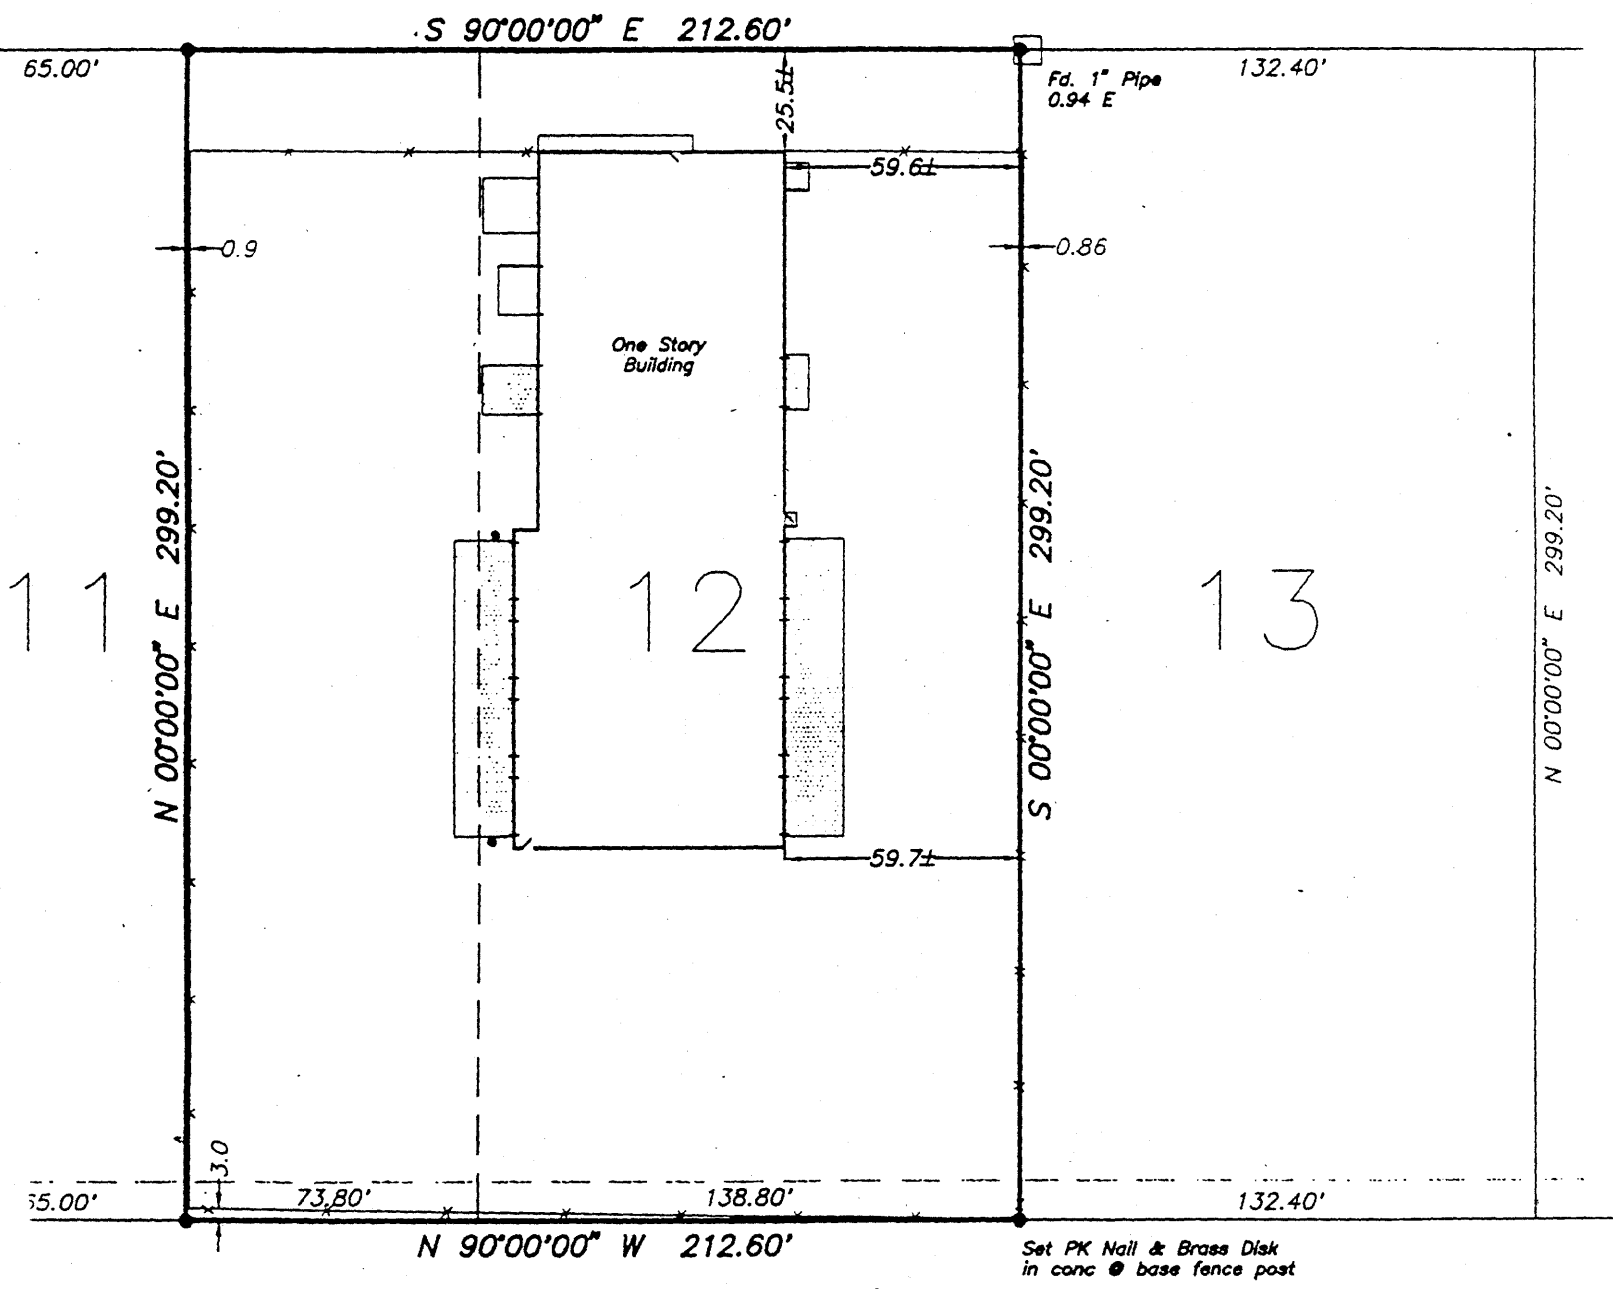 S 90°00'00" E 212.60'
65.00'
132.40'
Fd. 1" Pipe
0.94 E
25.5±
59.6±
0.9
0.86
One Story
Building
N 00°00'00" E 299.20'
S 00°00'00" E 299.20'
N 00°00'00" E 299.20'
11
12
13
59.7±
3.0
65.00'
73.80'
138.80'
132.40'
N 90°00'00" W 212.60'
Set PK Nail & Brass Disk
in conc @ base fence post